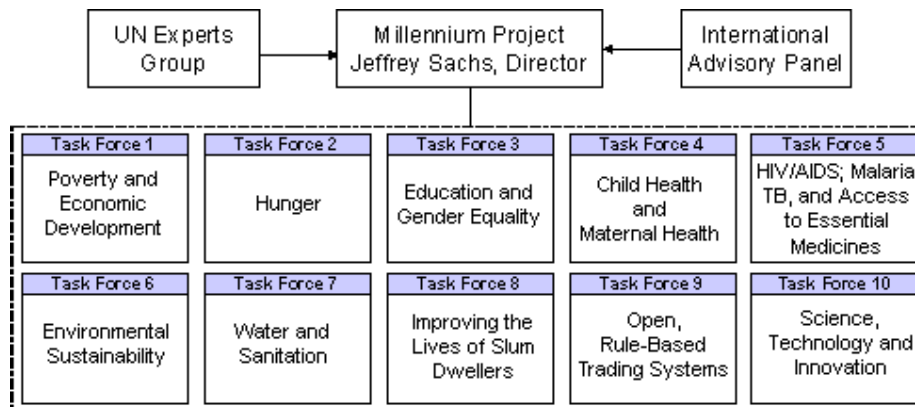 UN Experts
Group
Millennium Project
Jeffrey Sachs, Director
International
Advisory Panel
Task Force 1
Poverty and
Economic
Development
Task Force 2
Hunger
Task Force 3
Education and
Gender Equality
Task Force 4
Child Health
and
Maternal Health
Task Force 5
HIV/AIDS; Malaria
TB, and Access
to Essential
Medicines
Task Force 6
Environmental
Sustainability
Task Force 7
Water and
Sanitation
Task Force 8
Improving the
Lives of Slum
Dwellers
Task Force 9
Open,
Rule-Based
Trading Systems
Task Force 10
Science,
Technology and
Innovation